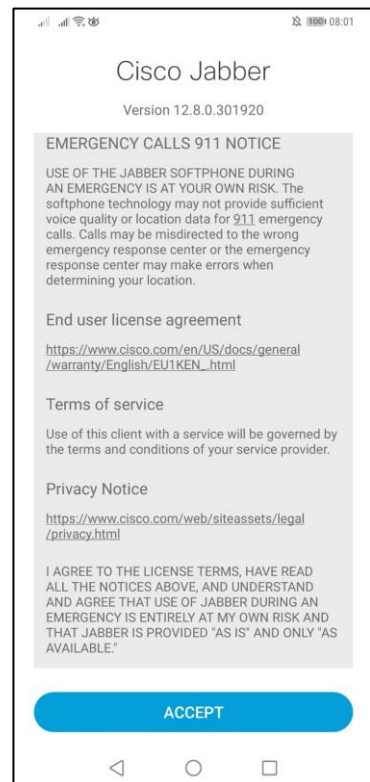 100 08:01
Cisco Jabber
Version 12.8.0.301920
EMERGENCY CALLS 911 NOTICE
USE OF THE JABBER SOFTPHONE DURING
AN EMERGENCY IS AT YOUR OWN RISK. The
softphone technology may not provide sufficient
voice quality or location data for 911 emergency
calls. Calls may be misdirected to the wrong
emergency response center or the emergency
response center may make errors when
determining your location.
End user license agreement
https://www.cisco.com/en/US/docs/general
/warranty/English/EU1KEN_.html
Terms of service
Use of this client with a service will be governed by
the terms and conditions of your service provider.
Privacy Notice
https://www.cisco.com/web/siteassets/legal
/privacy.html
I AGREE TO THE LICENSE TERMS, HAVE READ
ALL THE NOTICES ABOVE, AND UNDERSTAND
AND AGREE THAT USE OF JABBER DURING AN
EMERGENCY IS ENTIRELY AT MY OWN RISK AND
THAT JABBER IS PROVIDED "AS IS" AND ONLY "AS
AVAILABLE."
ACCEPT